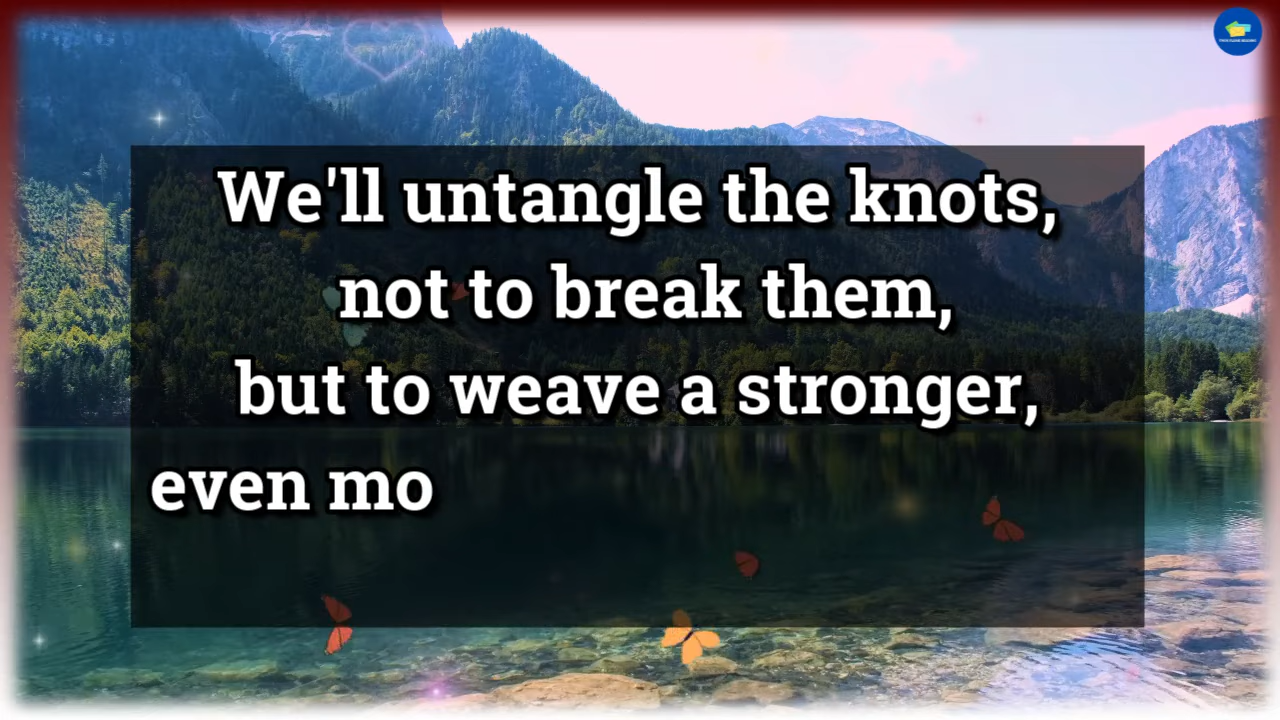 We'll untangle the knots,
not to break them,
but to weave a stronger,
even mo